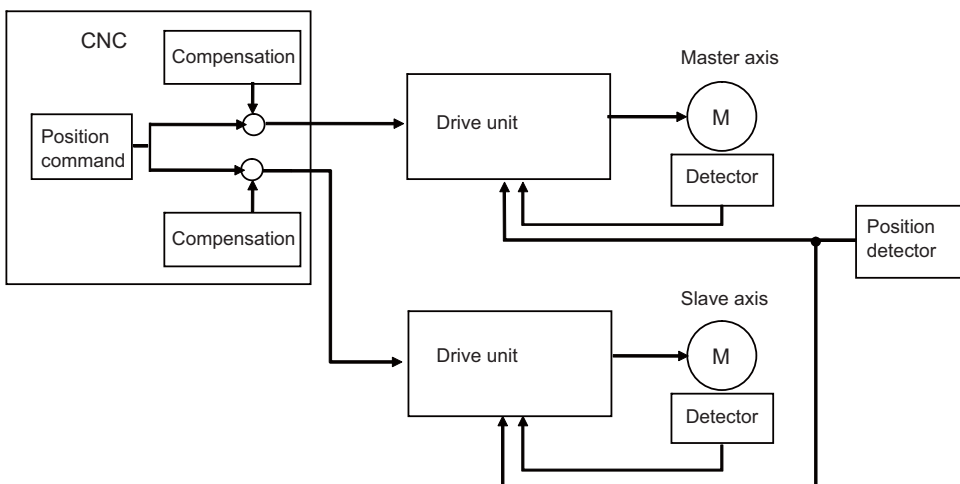 CNC
Compensation
Position
command
Compensation
Drive unit
Master axis
M
Detector
Position
detector
Drive unit
Slave axis
M
Detector